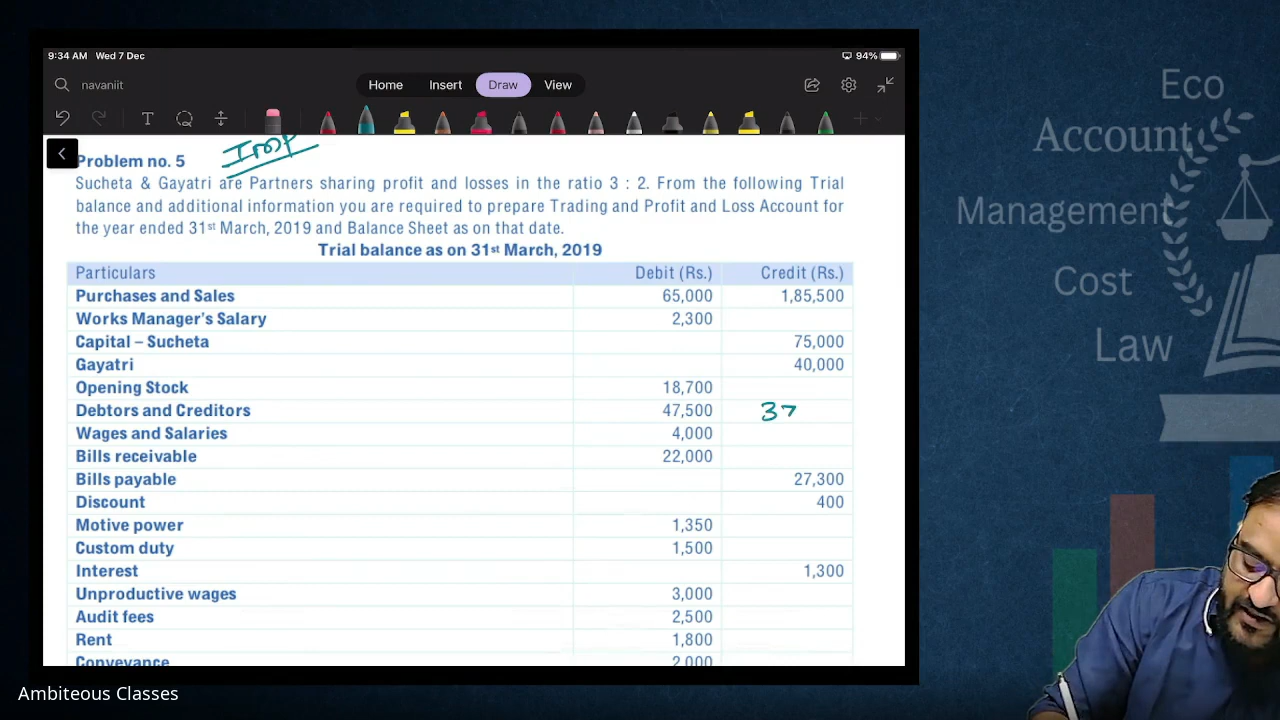 9:34 AM Wed 7 Dec
94%
navaniit
Home Insert Draw View
T
Imp
Problem no. 5
Sucheta & Gayatri are Partners sharing profit and losses in the ratio 3 : 2. From the following Trial
balance and additional information you are required to prepare Trading and Profit and Loss Account for
the year ended 31st March, 2019 and Balance Sheet as on that date.
Trial balance as on 31st March, 2019
Particulars Debit (Rs.) Credit (Rs.)
Purchases and Sales 65,000 1,85,500
Works Manager's Salary 2,300
Capital – Sucheta 75,000
Gayatri 40,000
Opening Stock 18,700
Debtors and Creditors 47,500 37
Wages and Salaries 4,000
Bills receivable 22,000
Bills payable 27,300
Discount 400
Motive power 1,350
Custom duty 1,500
Interest 1,300
Unproductive wages 3,000
Audit fees 2,500
Rent 1,800
Conveyance 2,000
Eco
Account
Management
Cost
Law
Ambiteous Classes